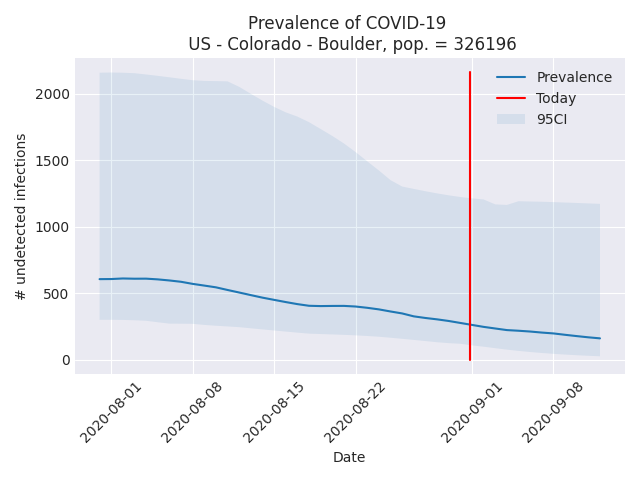 Prevalence of COVID-19
US - Colorado - Boulder, pop. = 326196
Prevalence
Today
95CI
# undetected infections
2000
1500
1000
500
0
2020-08-01
2020-08-08
2020-08-15
2020-08-22
2020-09-01
2020-09-08
Date